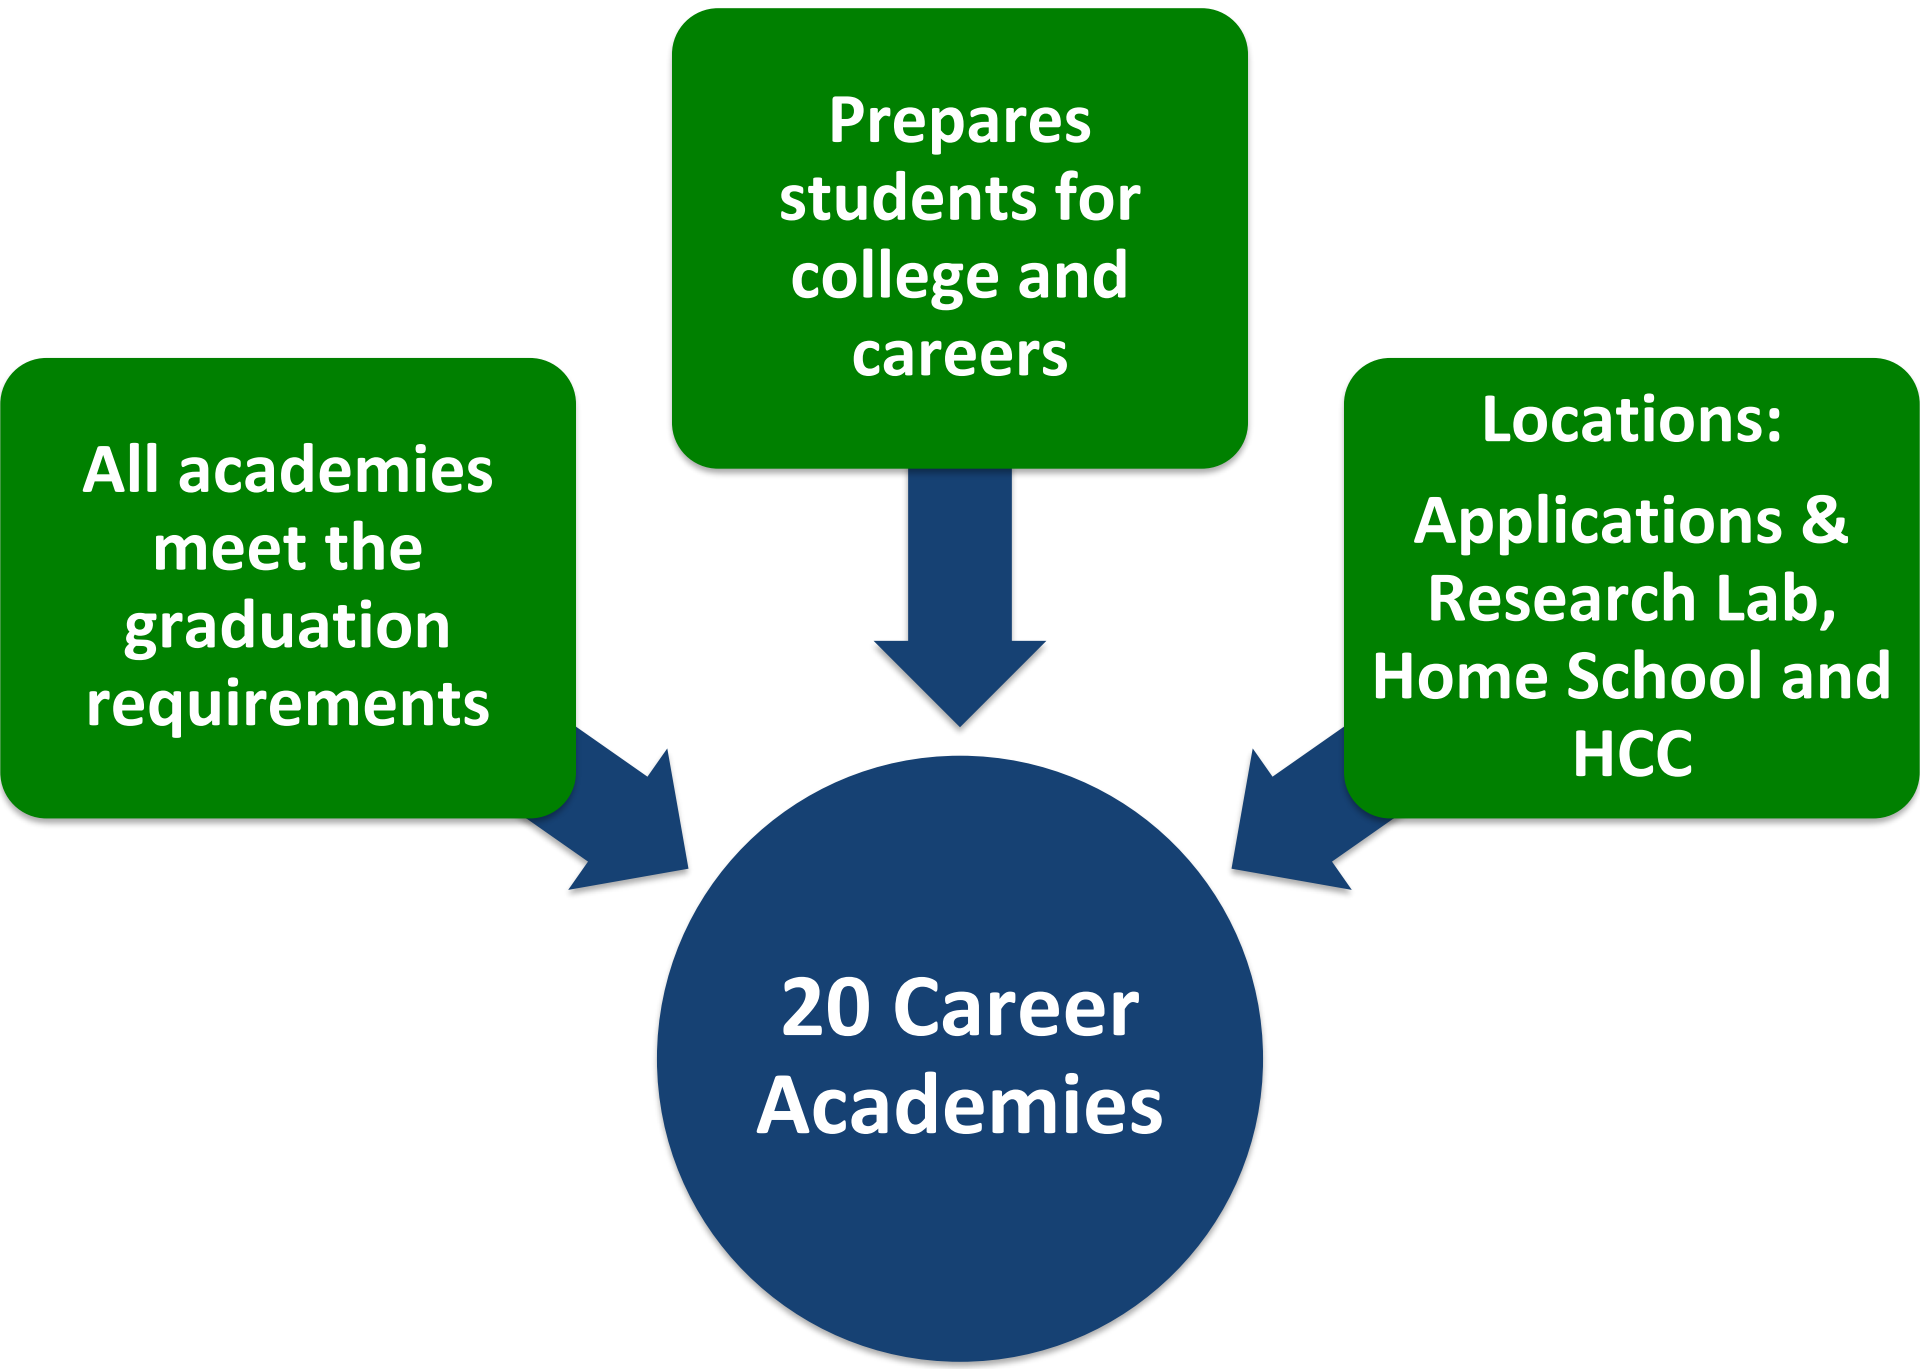 Prepares
students for
college and
careers
All academies
meet the
graduation
requirements
Locations:
Applications &
Research Lab,
Home School and
HCC
20 Career
Academies